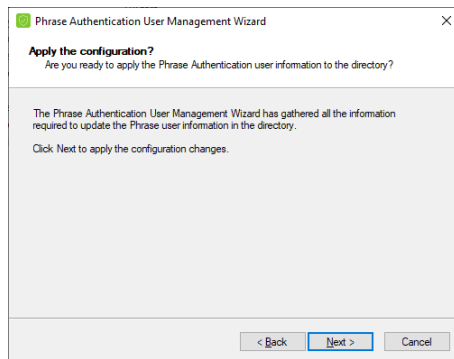 Phrase Authentication User Management Wizard
Apply the configuration?
Are you ready to apply the Phrase Authentication user information to the directory?
The Phrase Authentication User Management Wizard has gathered all the information
required to update the Phrase user information in the directory.
Click Next to apply the configuration changes.
< Back Next > Cancel